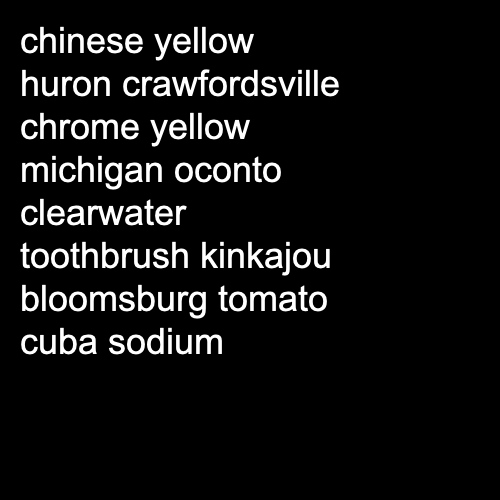 chinese yellow
huron crawfordsville
chrome yellow
michigan oconto
clearwater
toothbrush kinkajou
bloomsburg tomato
cuba sodium